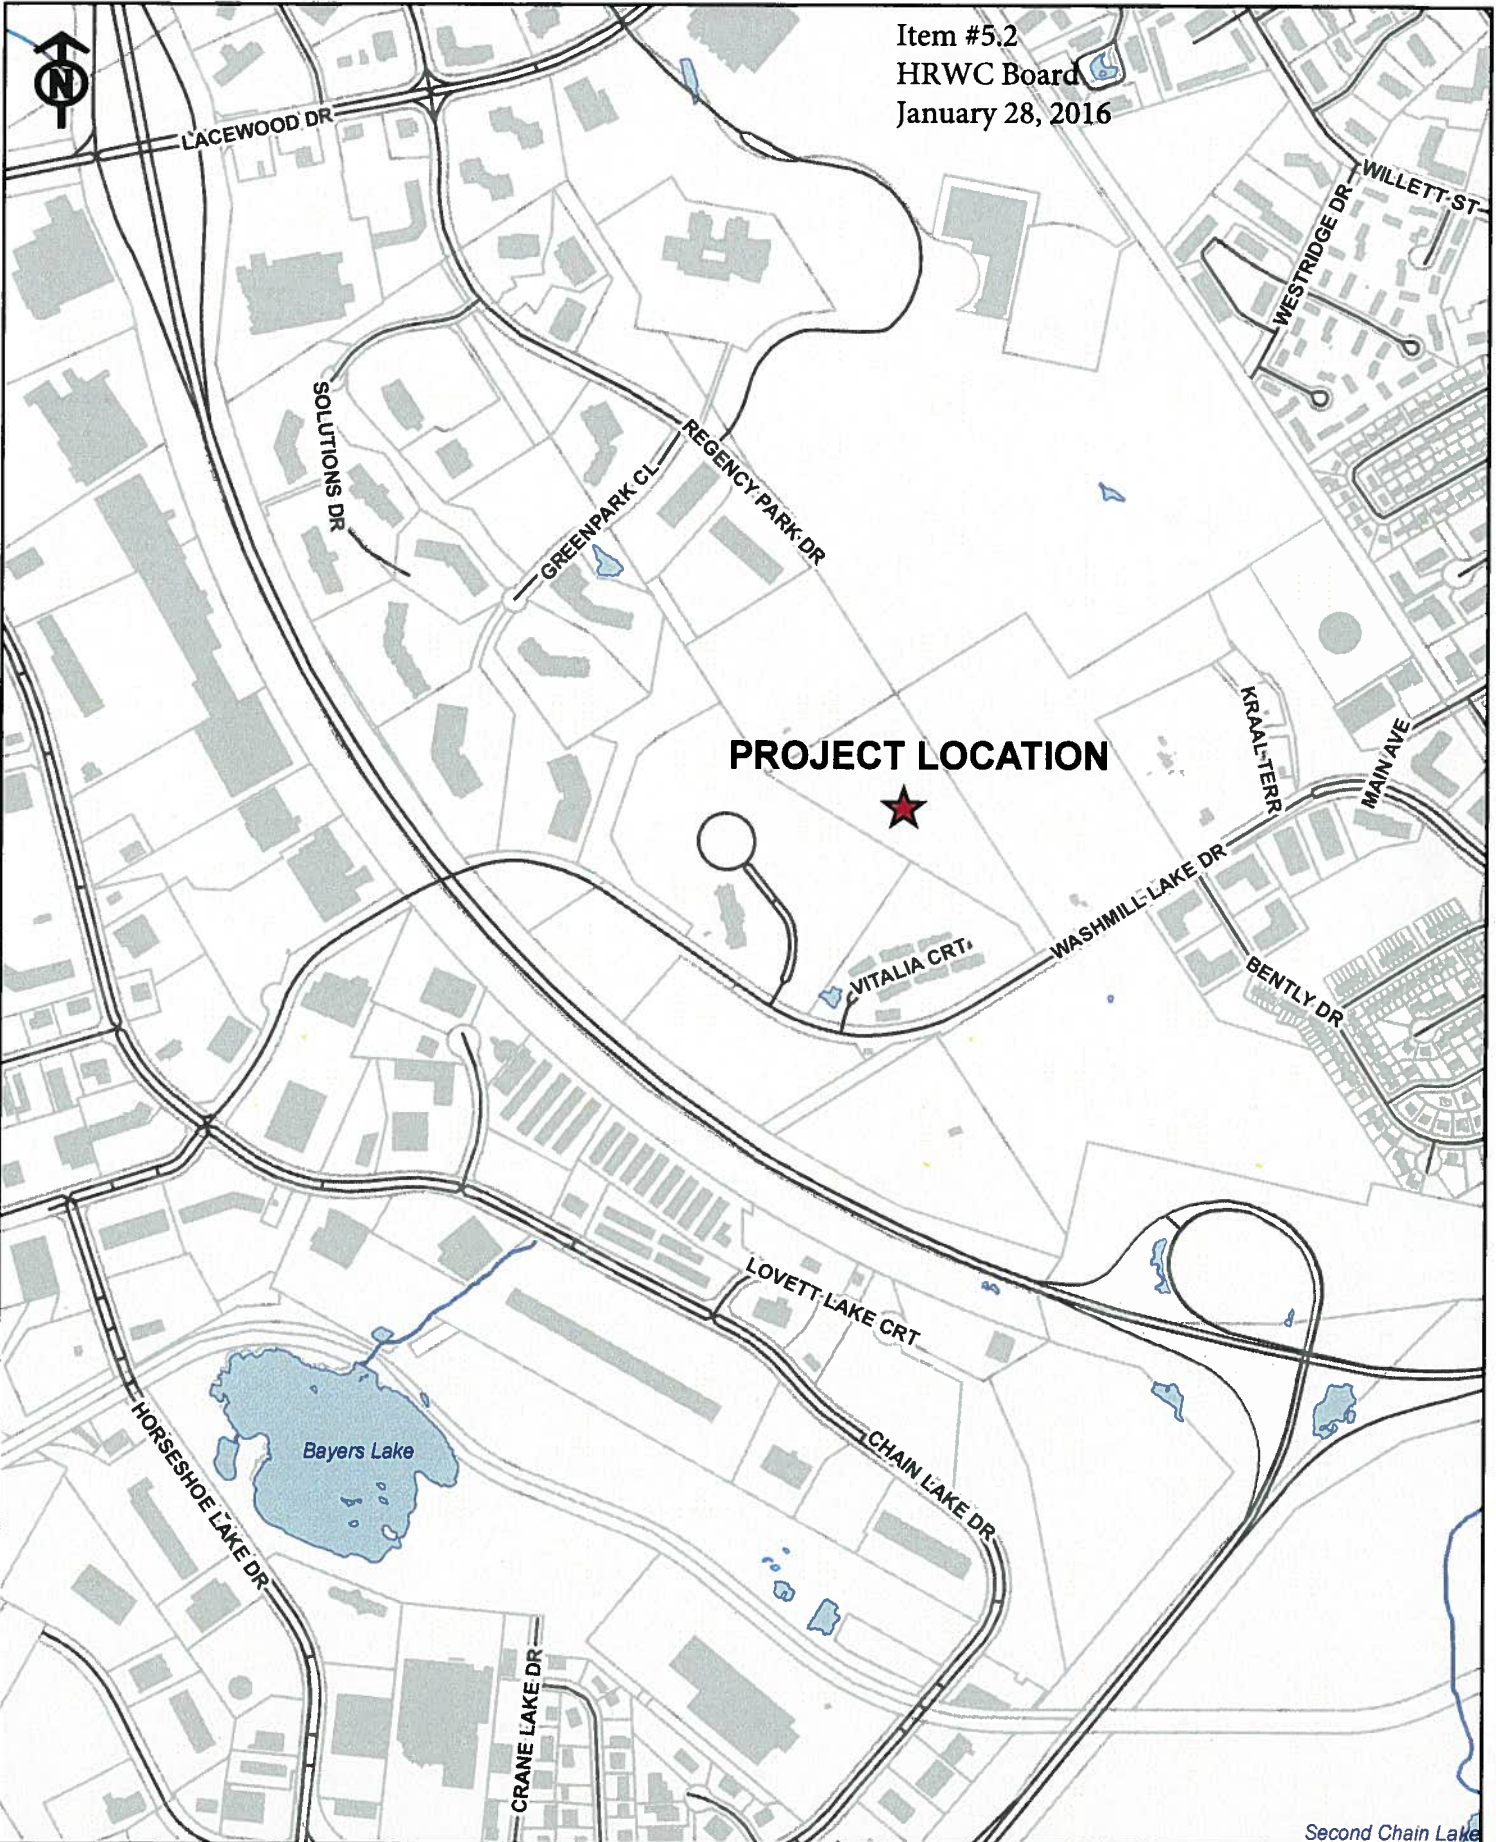 Item #5.2
HRWC Board
January 28, 2016
N
LACEWOOD DR
WILLETT ST
WESTRIDGE DR
SOLUTIONS DR
REGENCY PARK DR
GREENPARK CL
PROJECT LOCATION
KRAAL TERR
MAIN AVE
WASHMILL LAKE DR
VITALIA CRT
BENTLY DR
LOVETT LAKE CRT
HORSESHOE LAKE DR
Bayers Lake
CHAIN LAKE DR
CRANE LAKE DR
Second Chain Lake